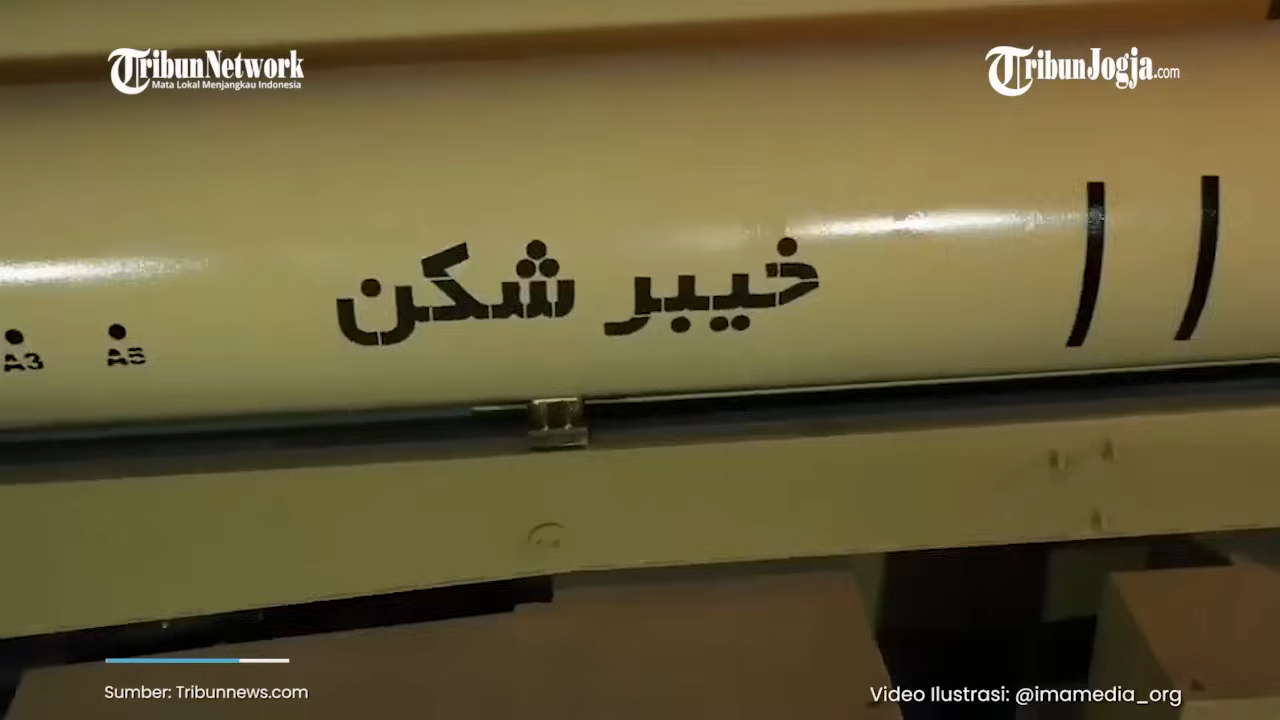 TribunNetwork
Mata Lokal Menjangkau Indonesia
TribunJogja.com
خیبر شکن
A3
A5
Sumber: Tribunnews.com
Video Ilustrasi: @imamedia_org